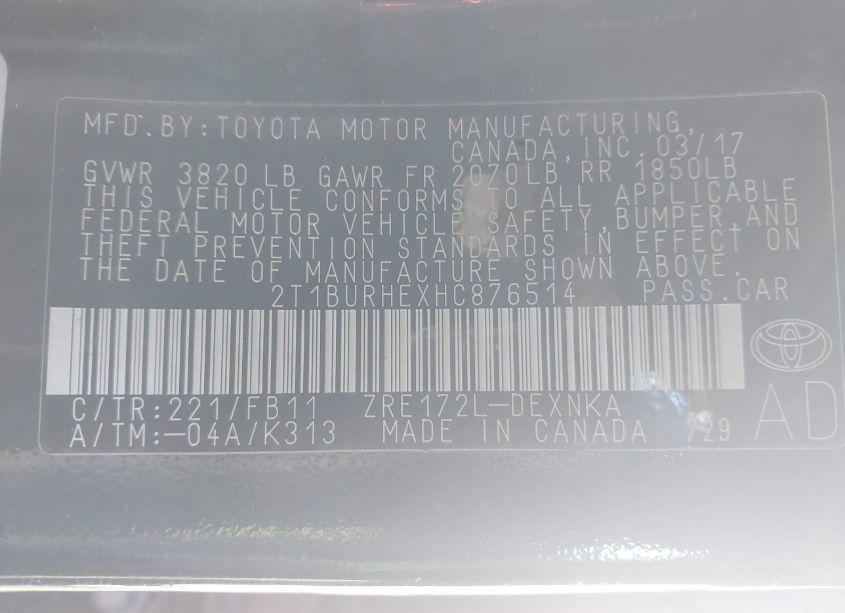 MFD.BY:TOYOTA MOTOR MANUFACTURING,
CANADA,INC.03/17
GVWR 3820LB GAWR FR 2070LB RR 1850LB
THIS VEHICLE CONFORMS TO ALL APPLICABLE
FEDERAL MOTOR VEHICLE SAFETY,BUMPER,AND
THEFT PREVENTION STANDARDS IN EFFECT ON
THE DATE OF MANUFACTURE SHOWN ABOVE.
2T1BURHEXHC876514 PASS.CAR
C/TR:221/FB11 ZRE172L-DEXNKA
A/TM:-04A/K313 MADE IN CANADA 729
AD